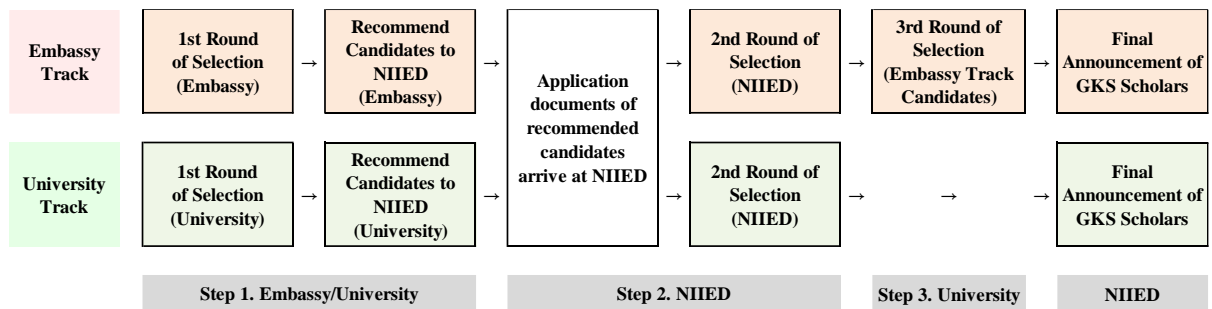 Embassy
Track
1st Round
of Selection
(Embassy)
→
Recommend
Candidates to
NIIED
(Embassy)
→
Application
documents of
recommended
candidates
arrive at NIIED
→
2nd Round of
Selection
(NIIED)
→
3rd Round of
Selection
(Embassy Track
Candidates)
→
Final
Announcement of
GKS Scholars
University
Track
1st Round
of Selection
(University)
→
Recommend
Candidates to
NIIED
(University)
→
→
2nd Round of
Selection
(NIIED)
→
→
→
Final
Announcement of
GKS Scholars
Step 1. Embassy/University
Step 2. NIIED
Step 3. University
NIIED